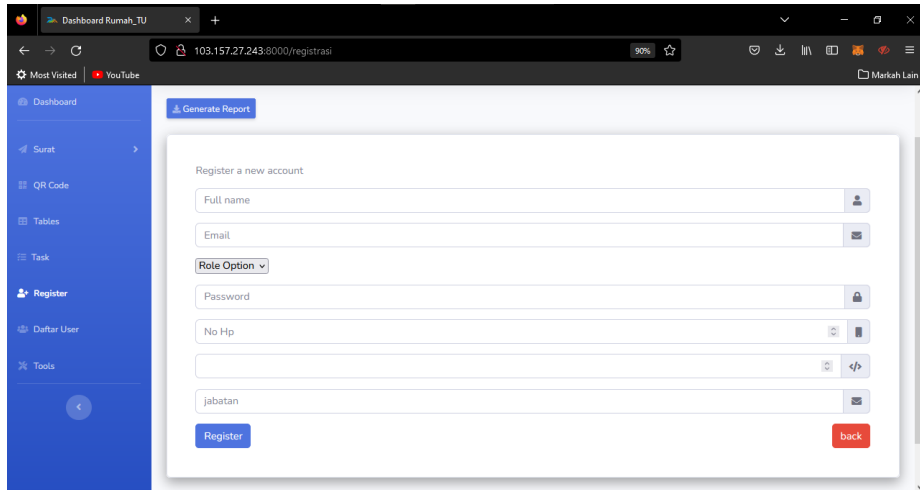 Dashboard Rumah_TU
103.157.27.243:8000/registrasi
90%
Most Visited
YouTube
Markah Lain
Dashboard
Generate Report
Surat
QR Code
Tables
Task
Register
Daftar User
Tools
Register a new account
Full name
Email
Role Option
Password
No Hp
jabatan
Register
back